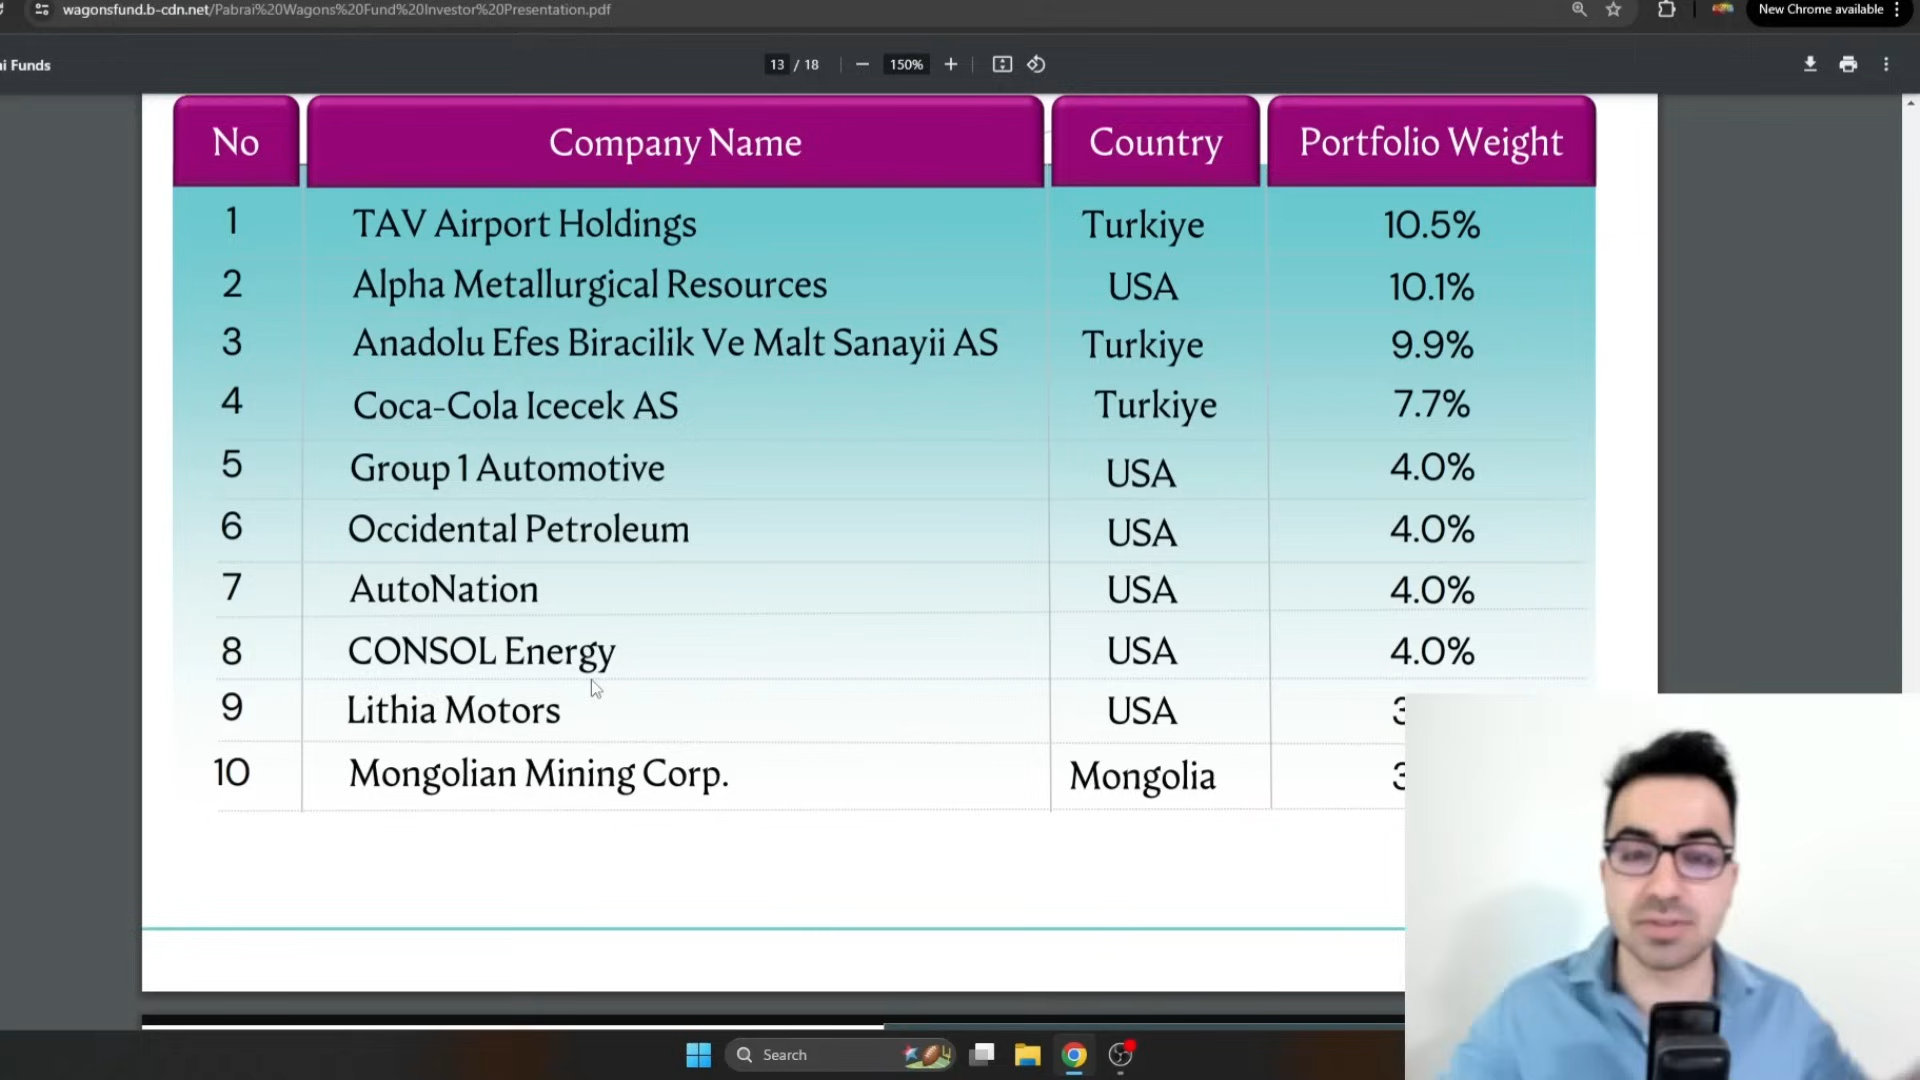 wagonsfund.b-cdn.net/Pabrai%20Wagons%20Fund%20Investor%20Presentation.pdf
New Chrome available
ai Funds
13 / 18
150%
No Company Name Country Portfolio Weight
1 TAV Airport Holdings Turkiye 10.5%
2 Alpha Metallurgical Resources USA 10.1%
3 Anadolu Efes Biracilik Ve Malt Sanayii AS Turkiye 9.9%
4 Coca-Cola Icecek AS Turkiye 7.7%
5 Group 1 Automotive USA 4.0%
6 Occidental Petroleum USA 4.0%
7 AutoNation USA 4.0%
8 CONSOL Energy USA 4.0%
9 Lithia Motors USA 3
10 Mongolian Mining Corp. Mongolia 3
Search